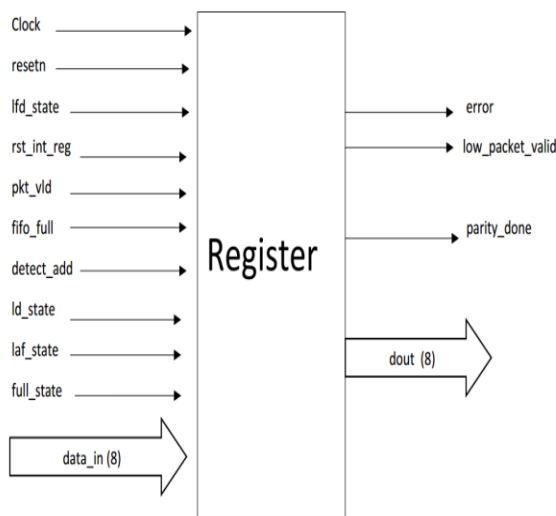 Clock
resetn
lfd_state
rst_int_reg
pkt_vld
fifo_full
detect_add
ld_state
laf_state
full_state
data_in (8)
Register
error
low_packet_valid
parity_done
dout (8)